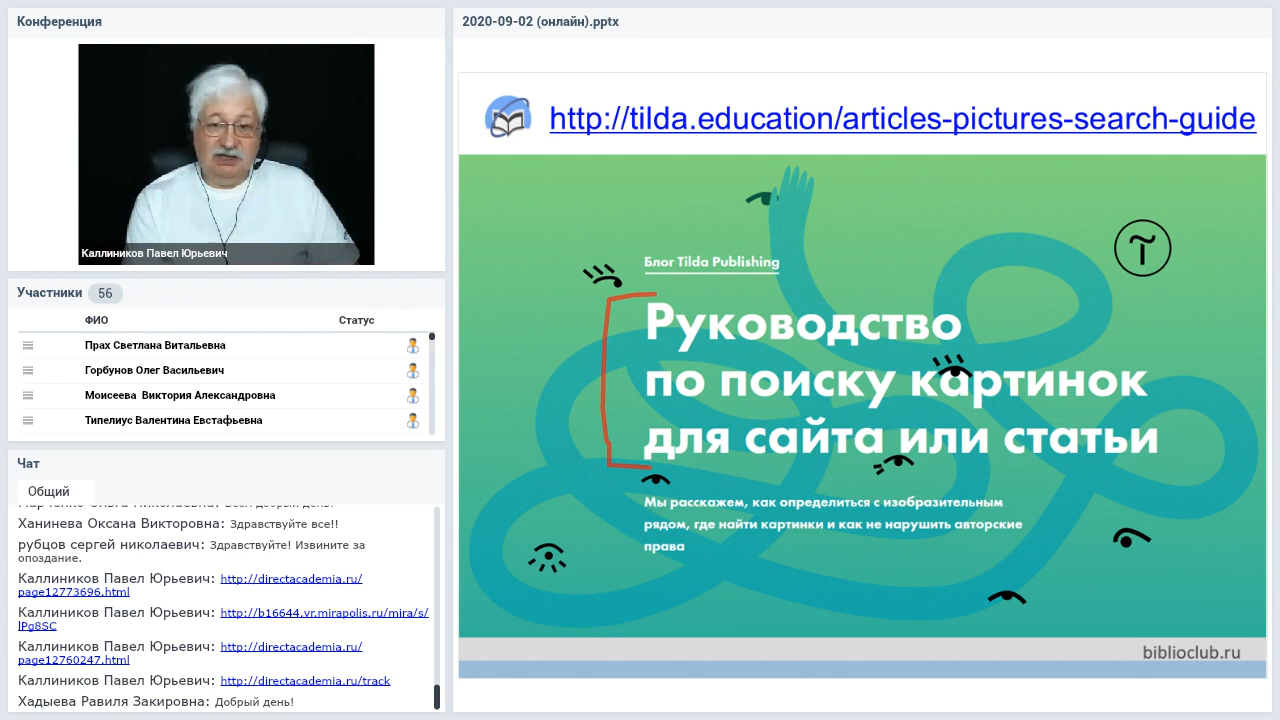 Конференция
Каллиников Павел Юрьевич
Участники 56
ФИО Статус
Прах Светлана Витальевна
Горбунов Олег Васильевич
Моисеева Виктория Александровна
Типелиус Валентина Евстафьевна
Чат
Общий
Ханинева Оксана Викторовна: Здравствуйте все!!
рубцов сергей николаевич: Здравствуйте! Извините за
опоздание.
Каллиников Павел Юрьевич: http://directacademia.ru/
page12773696.html
Каллиников Павел Юрьевич: http://b16644.vr.mirapolis.ru/mira/s/
lPg8SC
Каллиников Павел Юрьевич: http://directacademia.ru/
page12760247.html
Каллиников Павел Юрьевич: http://directacademia.ru/track
Хадыева Равиля Закировна: Добрый день!
2020-09-02 (онлайн).pptx
http://tilda.education/articles-pictures-search-guide
Блог Tilda Publishing
Руководство
по поиску картинок
для сайта или статьи
Мы расскажем, как определиться с изобразительным
рядом, где найти картинки и как не нарушить авторские
права
biblioclub.ru